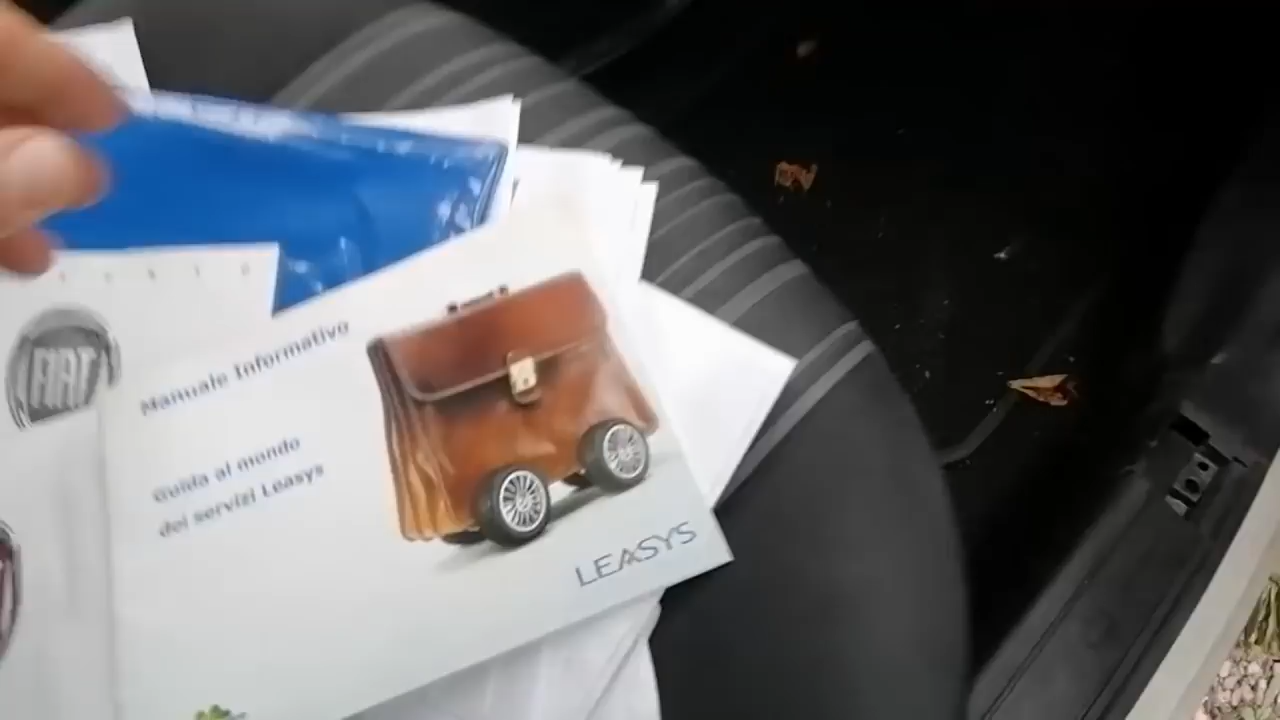 FIAT
Manuale Informativo
Guida al mondo
dei servizi Leasys
LEASYS